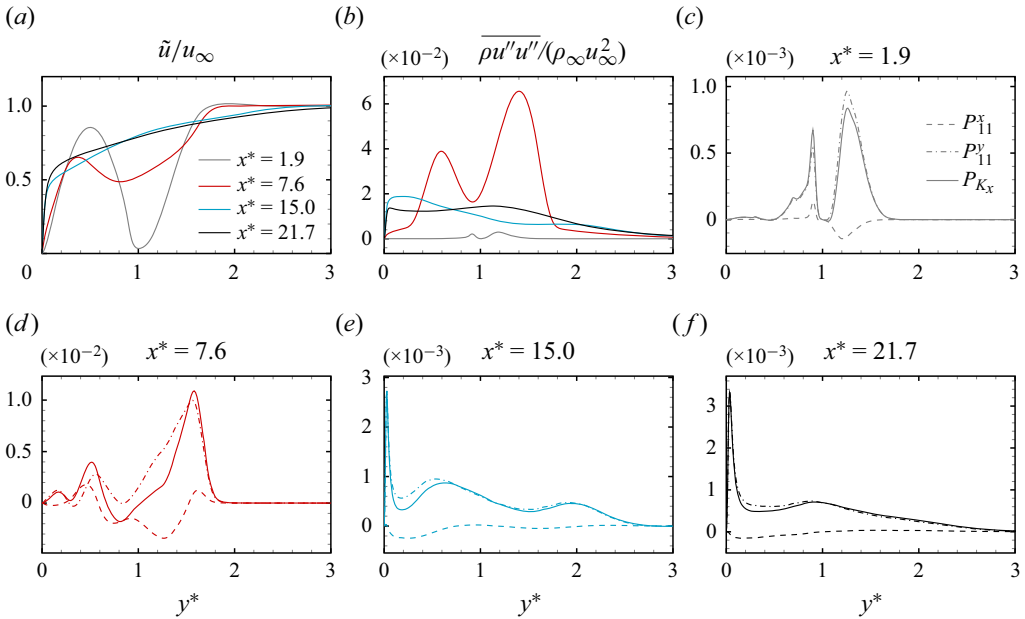 (a)
ũ/u∞
1.0
0.5
0
1
2
3
x* = 1.9
x* = 7.6
x* = 15.0
x* = 21.7
(b)
(×10−2)
ρu″u″/(ρ∞u²∞)
6
4
2
0
0
1
2
3
(c)
(×10−3)
x* = 1.9
1.0
0.5
0
0
1
2
3
Pˣ₁₁
Pʸ₁₁
P_Kₓ
(d)
(×10−2)
x* = 7.6
1.0
0.5
0
0
1
2
3
y*
(e)
(×10−3)
x* = 15.0
3
2
1
0
0
1
2
3
y*
(f)
(×10−3)
x* = 21.7
3
2
1
0
0
1
2
3
y*